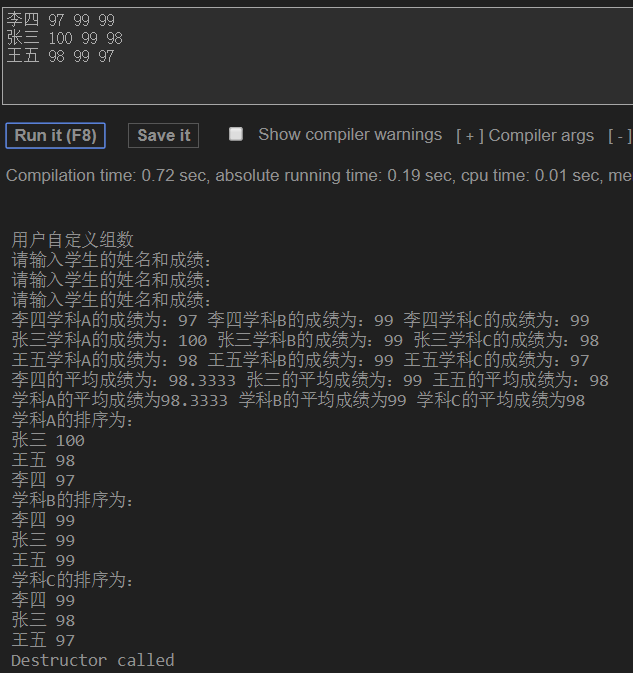 李四 97 99 99
张三 100 99 98
王五 98 99 97
Run it (F8) Save it Show compiler warnings [ + ] Compiler args [ - ]
Compilation time: 0.72 sec, absolute running time: 0.19 sec, cpu time: 0.01 sec, me
用户自定义组数
请输入学生的姓名和成绩：
请输入学生的姓名和成绩：
请输入学生的姓名和成绩：
李四学科A的成绩为：97 李四学科B的成绩为：99 李四学科C的成绩为：99
张三学科A的成绩为：100 张三学科B的成绩为：99 张三学科C的成绩为：98
王五学科A的成绩为：98 王五学科B的成绩为：99 王五学科C的成绩为：97
李四的平均成绩为：98.3333 张三的平均成绩为：99 王五的平均成绩为：98
学科A的平均成绩为98.3333 学科B的平均成绩为99 学科C的平均成绩为98
学科A的排序为：
张三 100
王五 98
李四 97
学科B的排序为：
李四 99
张三 99
王五 99
学科C的排序为：
李四 99
张三 98
王五 97
Destructor called